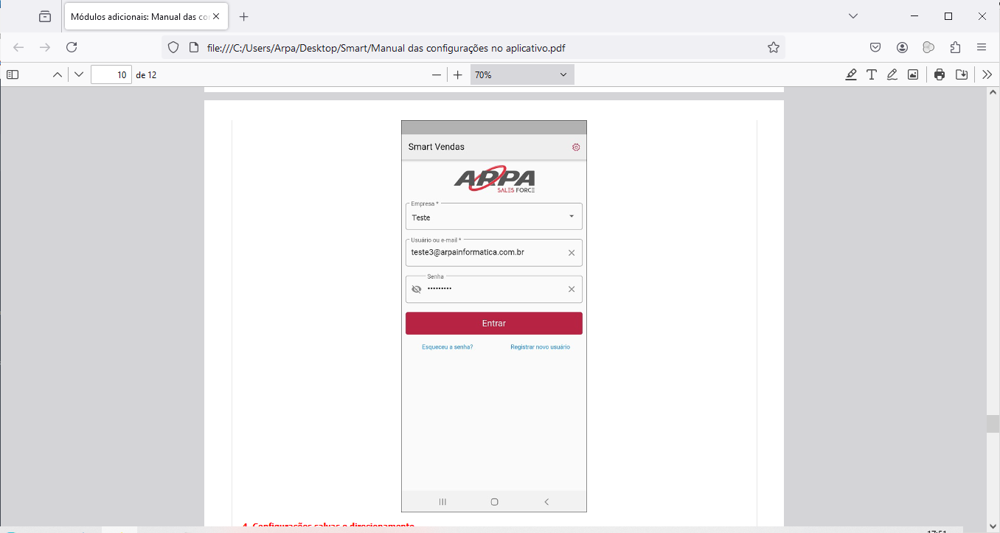 Módulos adicionais: Manual das co
file:///C:/Users/Arpa/Desktop/Smart/Manual das configurações no aplicativo.pdf
10 de 12
70%
Smart Vendas
ARPA
SALES FORCE
Empresa *
Teste
Usuário ou e-mail *
teste3@arpainformatica.com.br
Senha
•••••••••
Entrar
Esqueceu a senha?
Registrar novo usuário
4. Configurações salvas e direcionamento
17:51